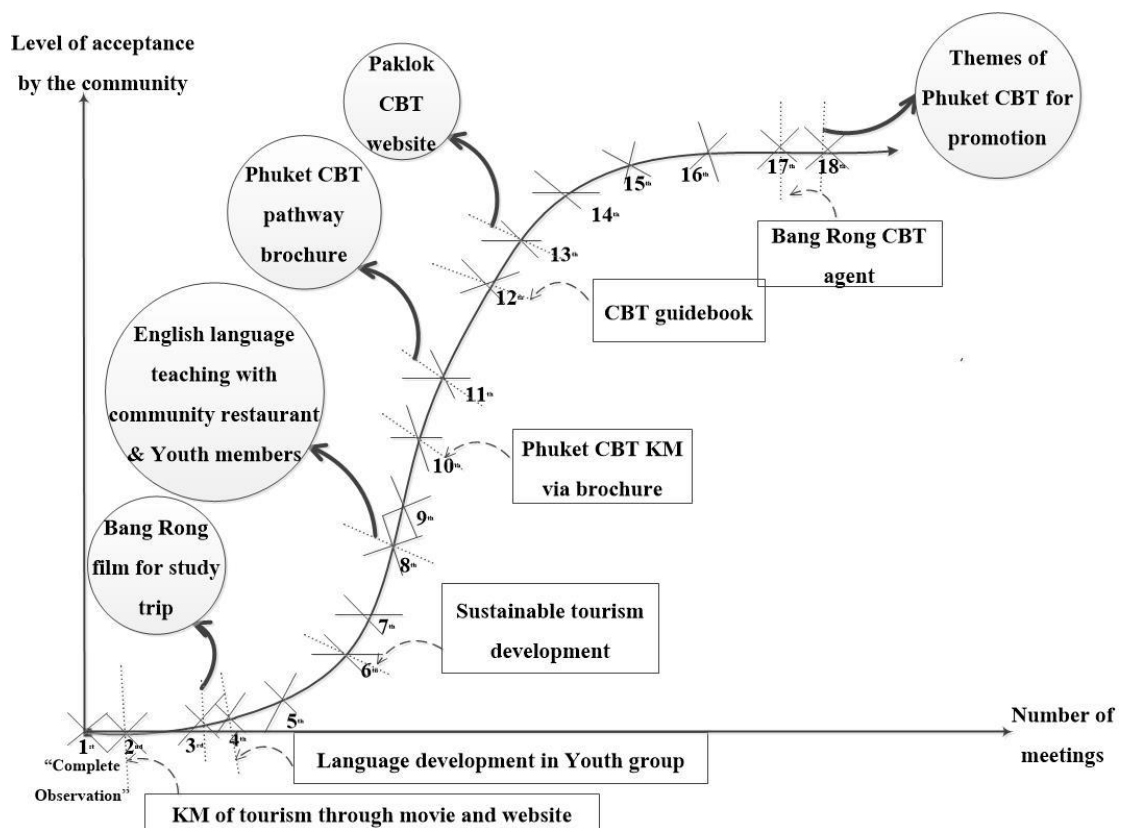 Level of acceptance
by the community
Paklok
CBT
website
Themes of
Phuket CBT for
promotion
Phuket CBT
pathway
brochure
English language
teaching with
community restaurant
& Youth members
Bang Rong
film for study
trip
1st
2nd
3rd
4th
5th
6th
7th
8th
9th
10th
11th
12th
13th
14th
15th
16th
17th
18th
Bang Rong CBT
agent
CBT guidebook
Phuket CBT KM
via brochure
Sustainable tourism
development
Number of
meetings
“Complete
Observation”
Language development in Youth group
KM of tourism through movie and website